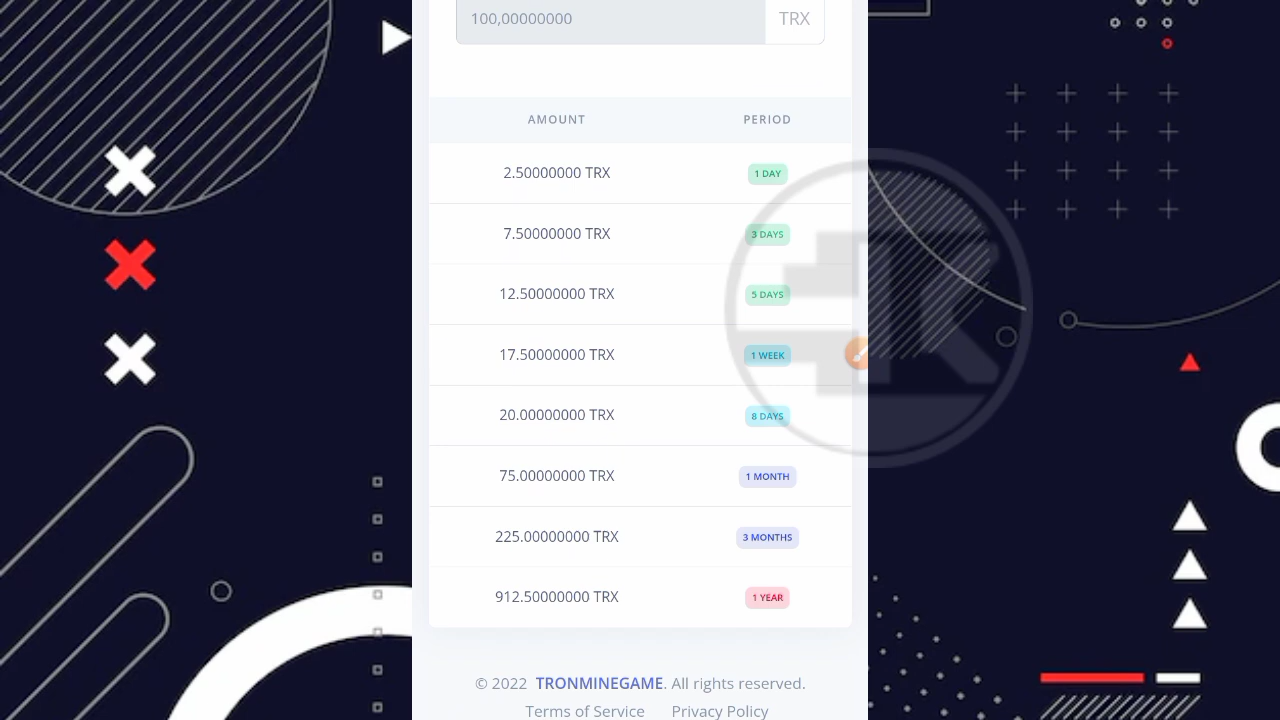 100,00000000 TRX
AMOUNT PERIOD
2.50000000 TRX 1 DAY
7.50000000 TRX 3 DAYS
12.50000000 TRX 5 DAYS
17.50000000 TRX 1 WEEK
20.00000000 TRX 8 DAYS
75.00000000 TRX 1 MONTH
225.00000000 TRX 3 MONTHS
912.50000000 TRX 1 YEAR
© 2022 TRONMINEGAME. All rights reserved.
Terms of Service Privacy Policy